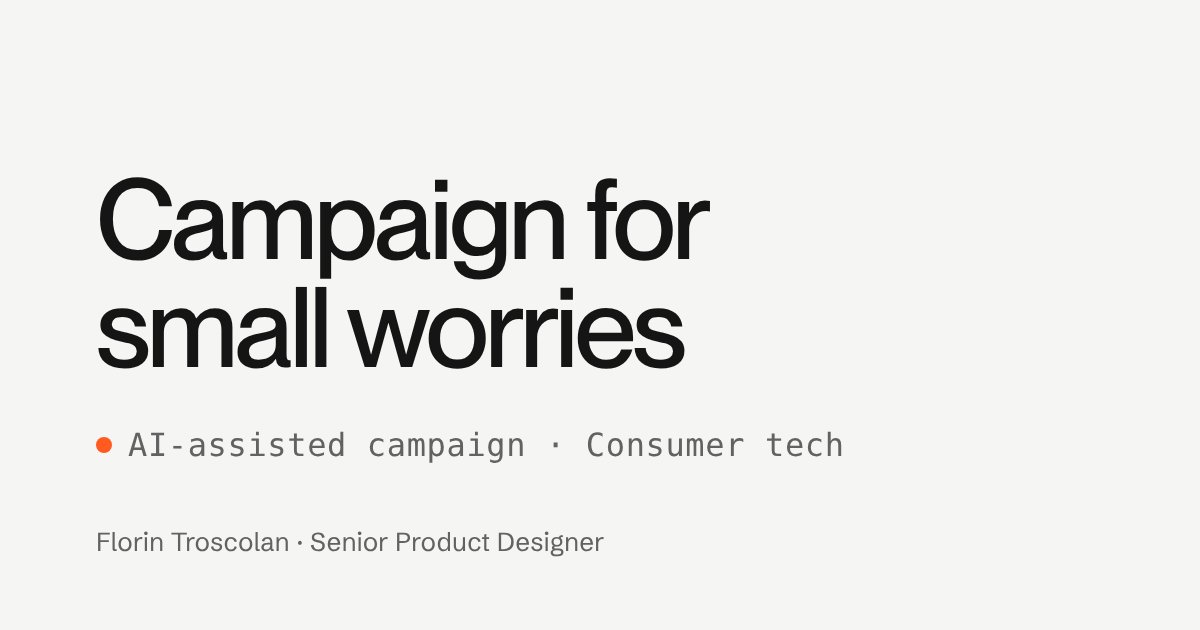 Campaign for
small worries
AI-assisted campaign · Consumer tech
Florin Troscolan · Senior Product Designer